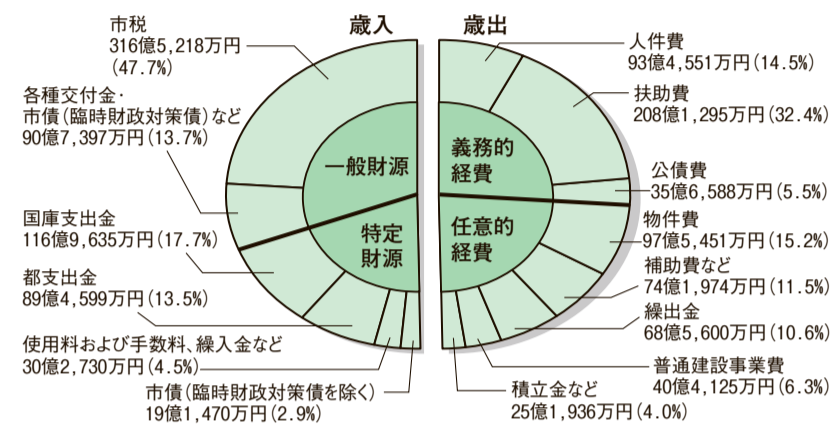 歳入
市税
316億5,218万円
(47.7%)
各種交付金・
市債(臨時財政対策債)など
90億7,397万円(13.7%)
国庫支出金
116億9,635万円(17.7%)
都支出金
89億4,599万円(13.5%)
使用料および手数料、繰入金など
30億2,730万円(4.5%)
市債(臨時財政対策債を除く)
19億1,470万円(2.9%)
一般財源
特定
財源
歳出
人件費
93億4,551万円(14.5%)
扶助費
208億1,295万円(32.4%)
公債費
35億6,588万円(5.5%)
物件費
97億5,451万円(15.2%)
補助費など
74億1,974万円(11.5%)
繰出金
68億5,600万円(10.6%)
普通建設事業費
40億4,125万円(6.3%)
積立金など
25億1,936万円(4.0%)
義務的
経費
任意的
経費